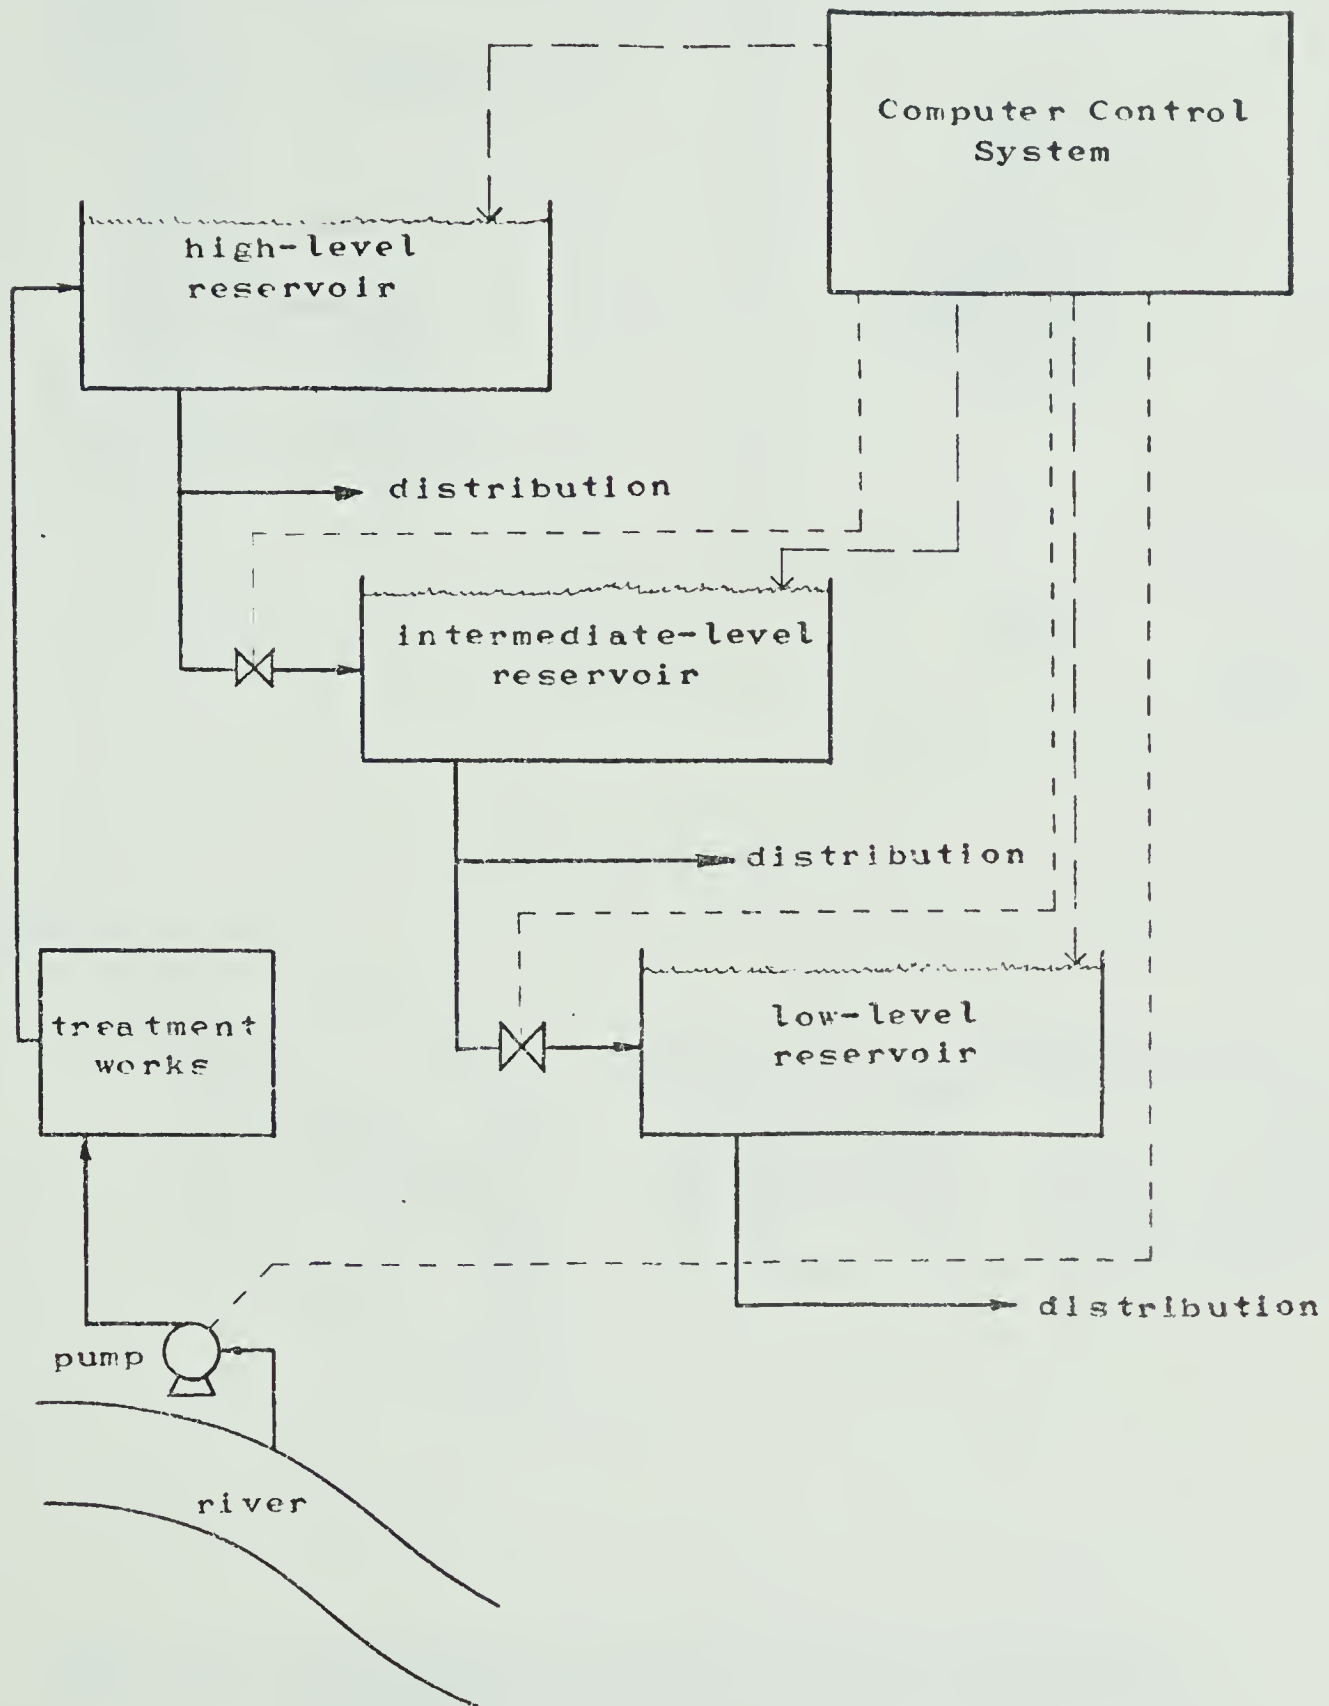 Computer Control
System
high-level
reservoir
distribution
intermediate-level
reservoir
distribution
low-level
reservoir
treatment
works
distribution
pump
river